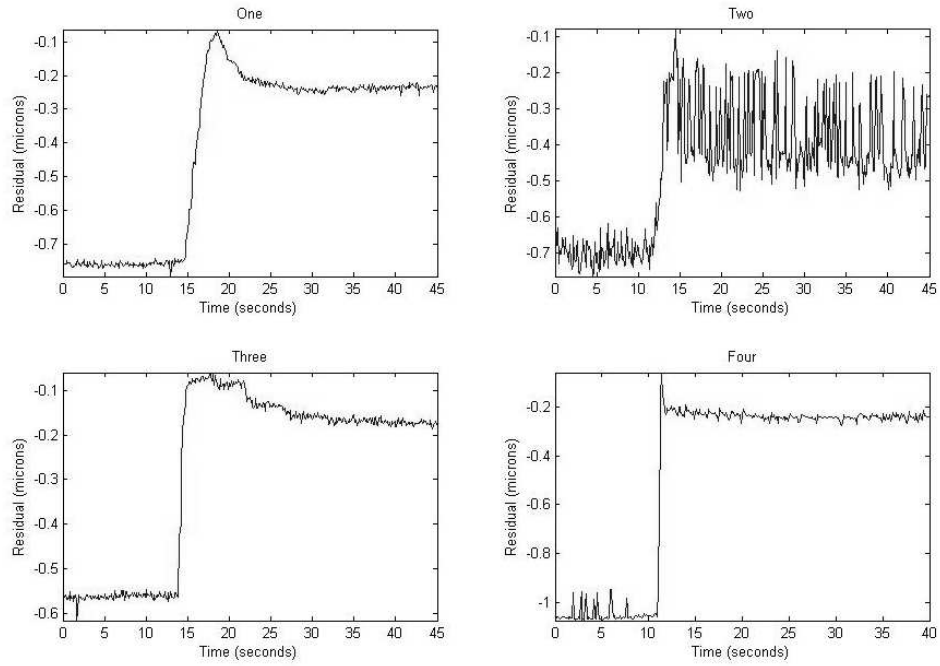 One
Residual (microns)
-0.1
-0.2
-0.3
-0.4
-0.5
-0.6
-0.7
0 5 10 15 20 25 30 35 40 45
Time (seconds)
Two
Residual (microns)
-0.1
-0.2
-0.3
-0.4
-0.5
-0.6
-0.7
0 5 10 15 20 25 30 35 40 45
Time (seconds)
Three
Residual (microns)
-0.1
-0.2
-0.3
-0.4
-0.5
-0.6
0 5 10 15 20 25 30 35 40 45
Time (seconds)
Four
Residual (microns)
-0.2
-0.4
-0.6
-0.8
-1
0 5 10 15 20 25 30 35 40
Time (seconds)